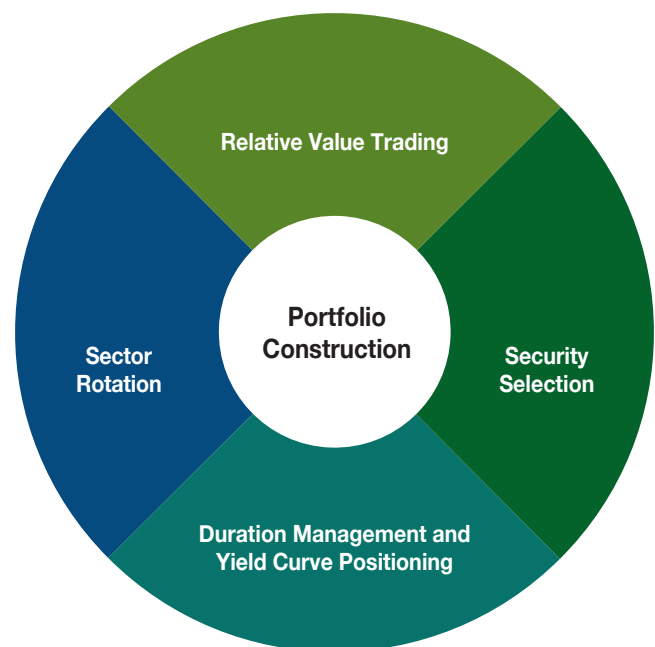 Relative Value Trading
Portfolio
Construction
Sector
Rotation
Security
Selection
Duration Management and
Yield Curve Positioning